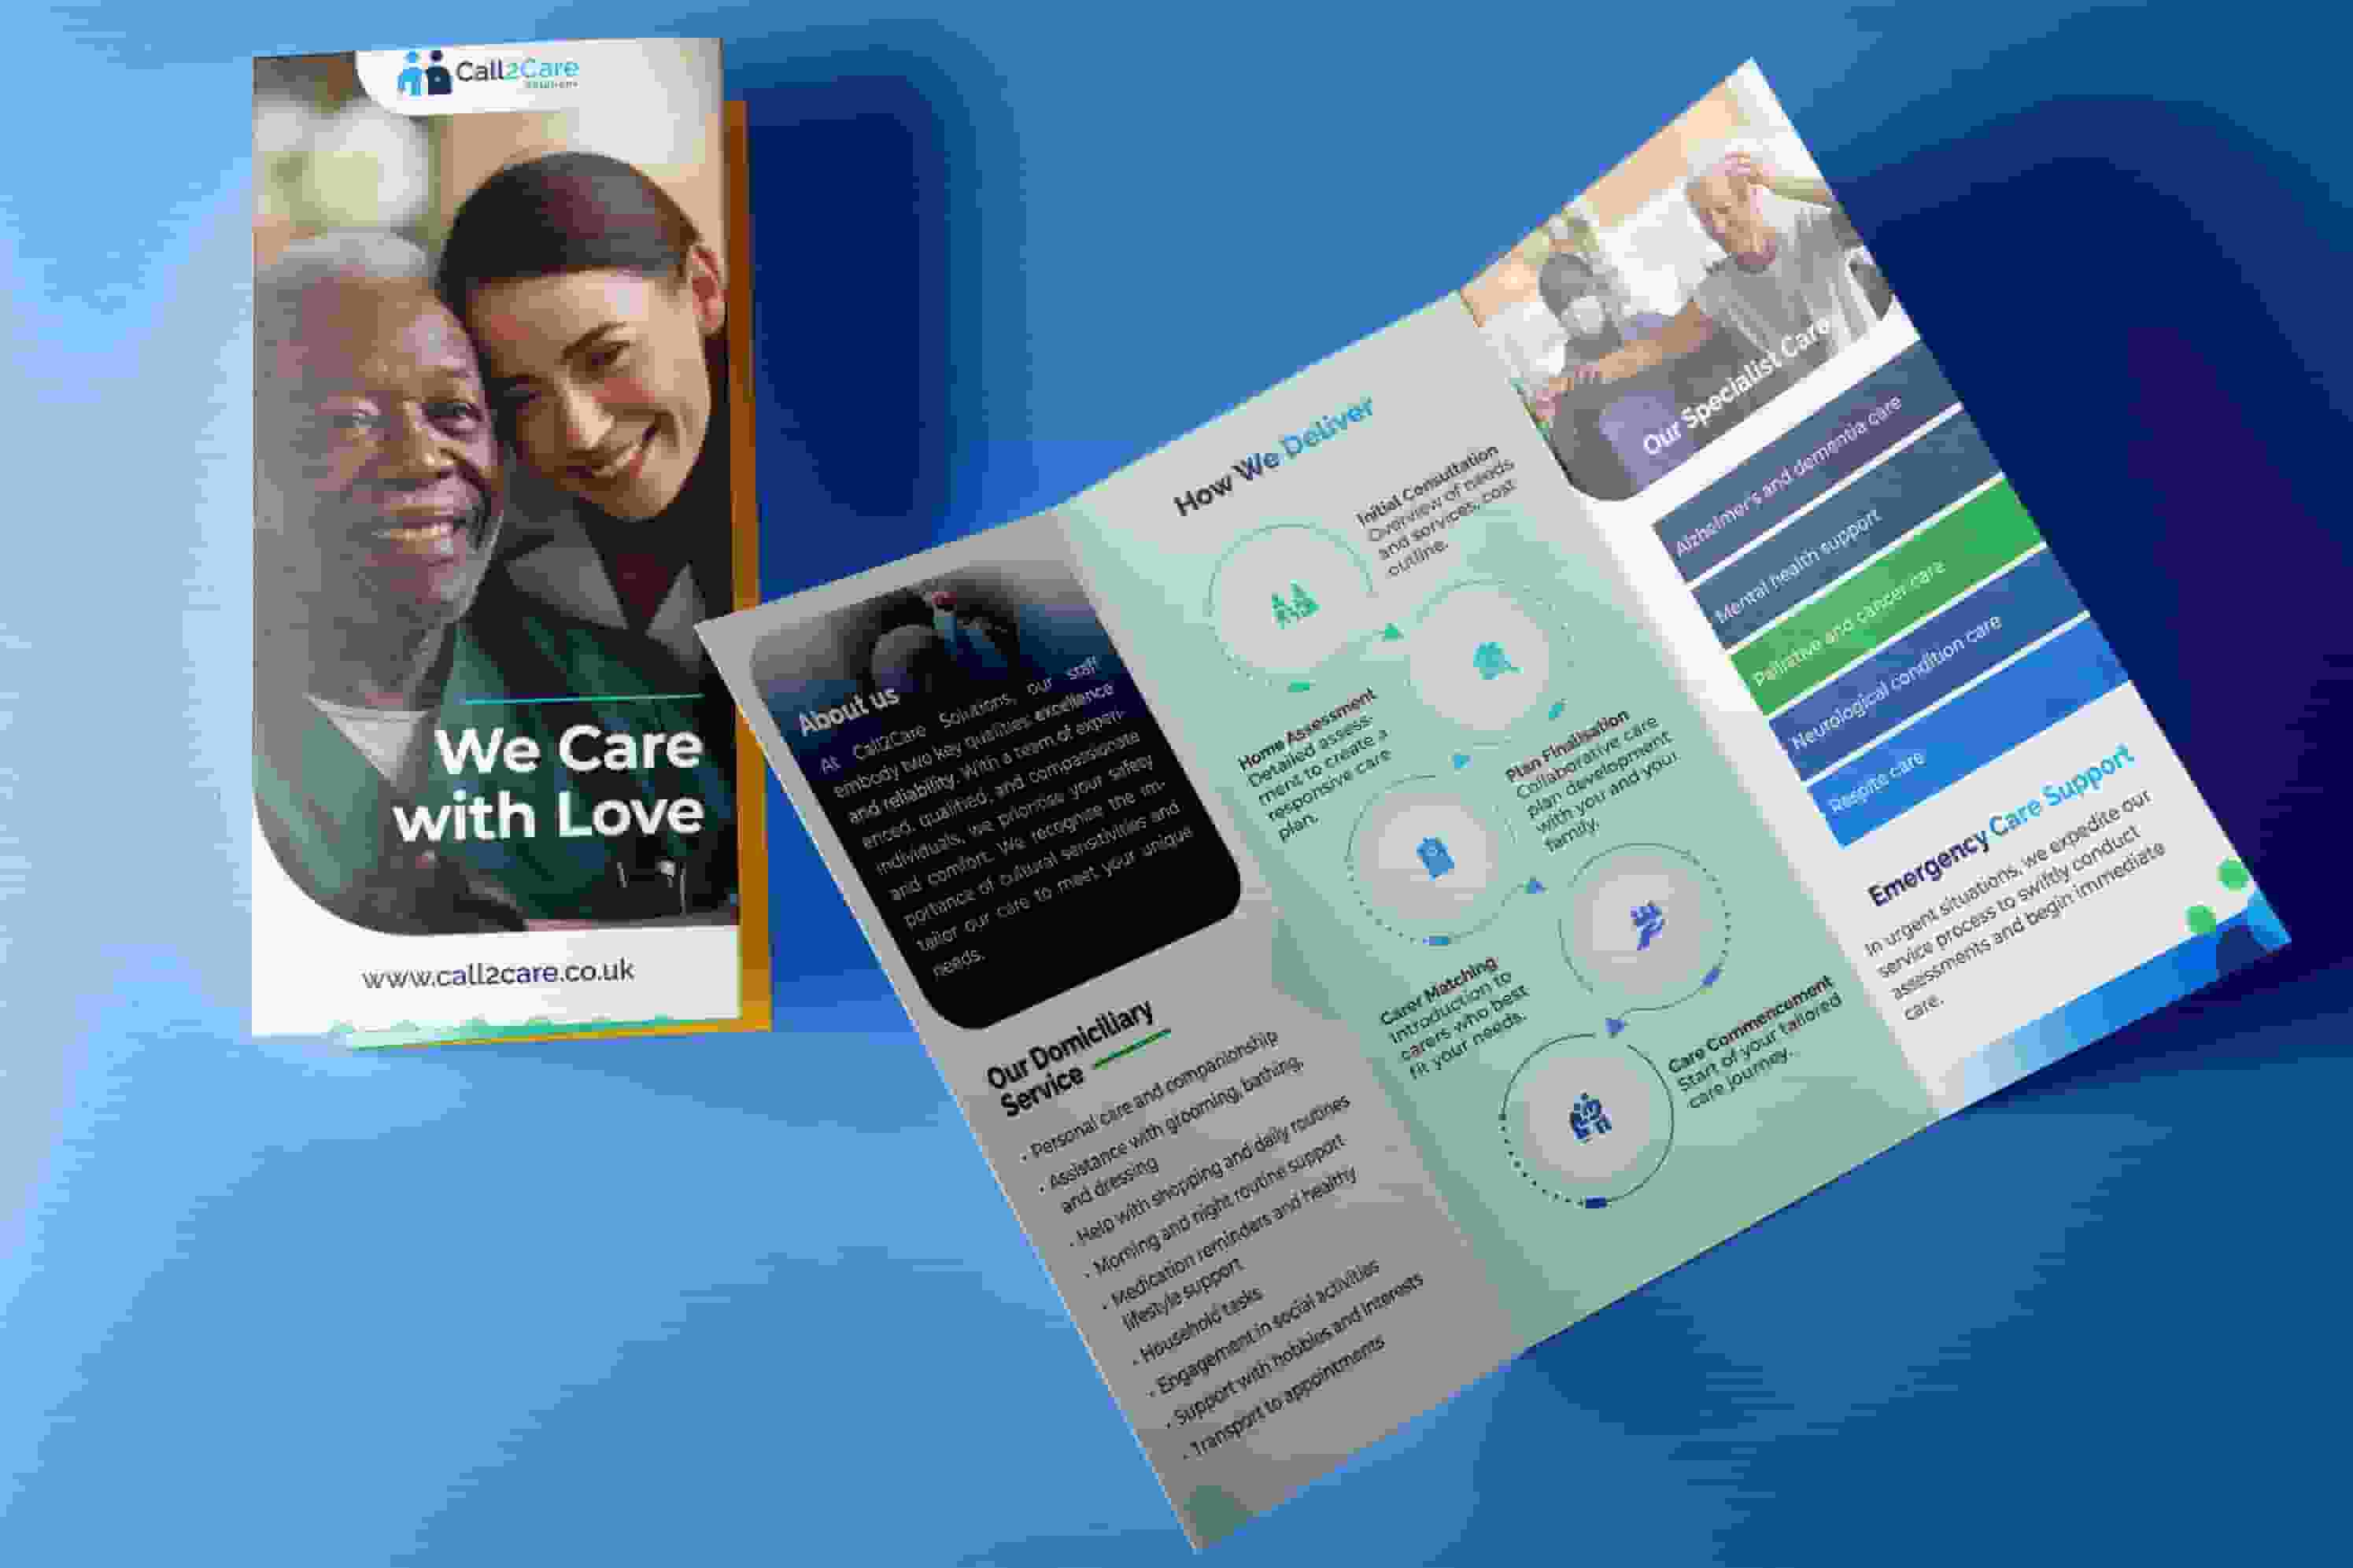 Call2Care
Solutions
We Care
with Love
www.call2care.co.uk
About us
At Call2Care Solutions, our staff
embody two key qualities: excellence
and reliability. With a team of experi-
enced, qualified, and compassionate
individuals, we prioritise your safety
and comfort. We recognize the im-
portance of cultural sensitivities and
tailor our care to meet your unique
needs.
Our Domiciliary
Service
• Personal care and companionship
• Assistance with grooming, bathing,
and dressing
• Help with shopping and daily routines
• Morning and night routine support
• Medication reminders and healthy
lifestyle support
• Household tasks
• Engagement in social activities
• Support with hobbies and interests
• Transport to appointments
How We Deliver
Initial Consultation
Overview of needs
and services, cost
outline.
Home Assessment
Detailed assess-
ment to create a
responsive care
plan.
Plan Finalisation
Collaborative care
plan development
with you and your
family.
Carer Matching
Introduction to
carers who best
fit your needs.
Care Commencement
Start of your tailored
care journey.
Our Specialist Care
Alzheimer's and dementia care
Mental health support
Palliative and cancer care
Neurological condition care
Respite care
Emergency Care Support
In urgent situations, we expedite our
service process to swiftly conduct
assessments and begin immediate
care.